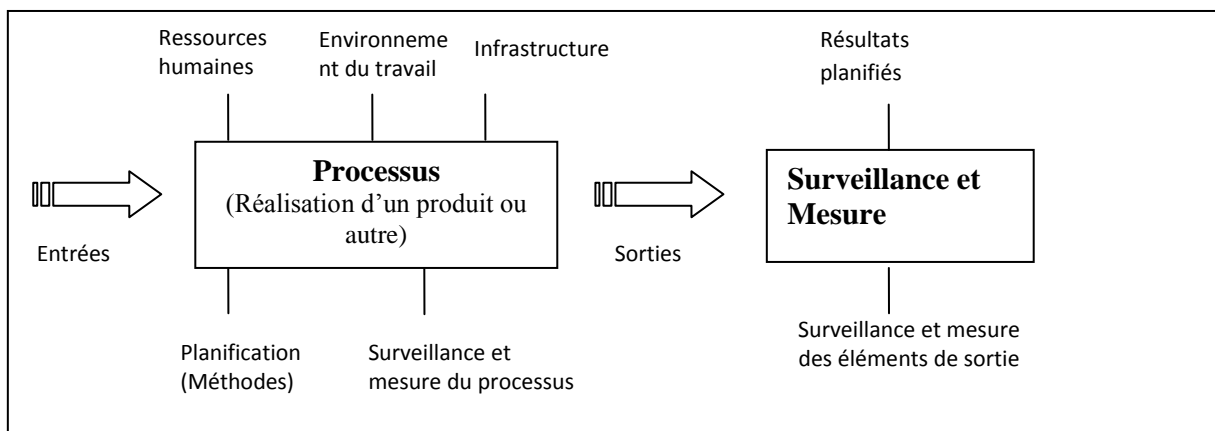 Ressources
humaines
Environneme
nt du travail
Infrastructure
Résultats
planifiés
Processus
(Réalisation d’un produit ou
autre)
Surveillance et
Mesure
Entrées
Sorties
Planification
(Méthodes)
Surveillance et
mesure du processus
Surveillance et mesure
des éléments de sortie